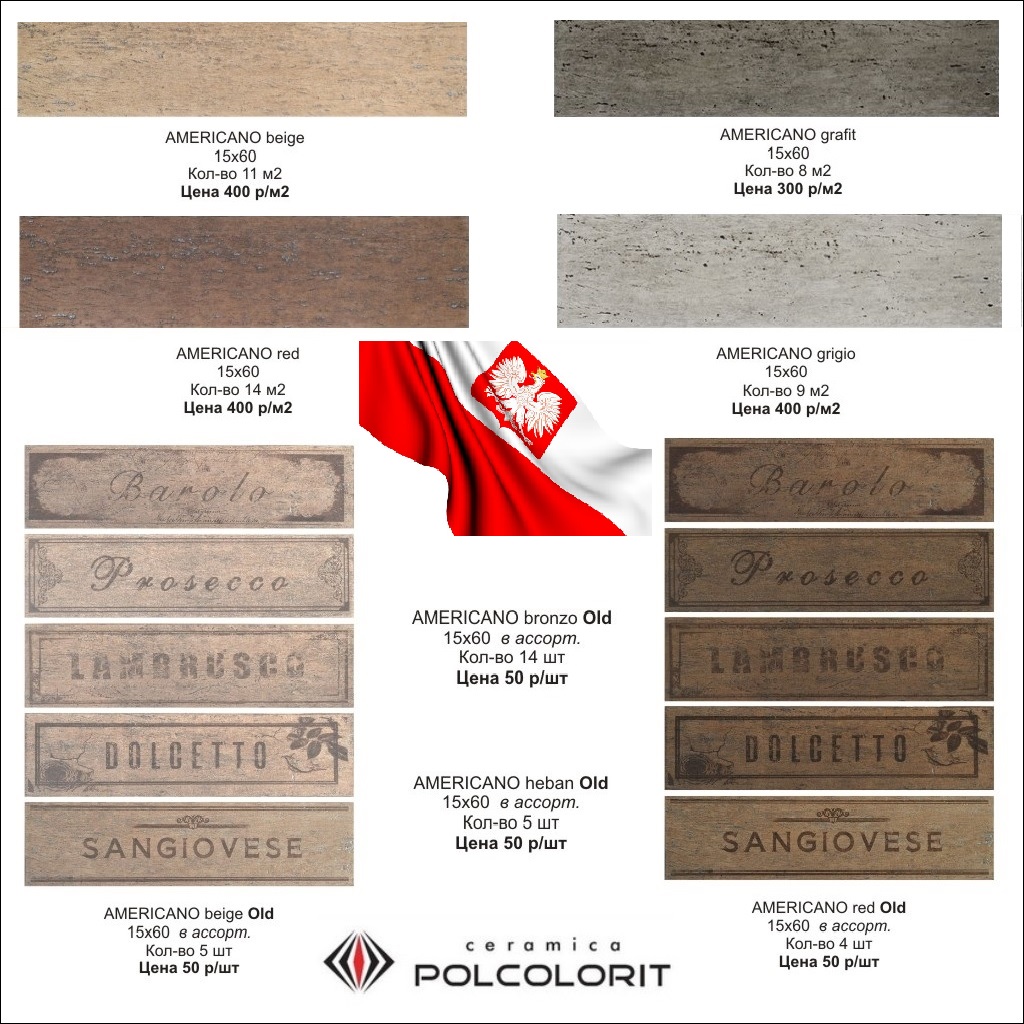 AMERICANO beige
15x60
Кол-во 11 м2
Цена 400 р/м2
AMERICANO grafit
15x60
Кол-во 8 м2
Цена 300 р/м2
AMERICANO red
15x60
Кол-во 14 м2
Цена 400 р/м2
AMERICANO grigio
15x60
Кол-во 9 м2
Цена 400 р/м2
Barolo
Prosecco
LAMBRUSCO
DOLCETTO
SANGIOVESE
AMERICANO bronzo Old
15x60 в ассорт.
Кол-во 14 шт
Цена 50 р/шт
AMERICANO heban Old
15x60 в ассорт.
Кол-во 5 шт
Цена 50 р/шт
Barolo
Prosecco
LAMBRUSCO
DOLCETTO
SANGIOVESE
AMERICANO beige Old
15x60 в ассорт.
Кол-во 5 шт
Цена 50 р/шт
ceramica
POLCOLORIT
AMERICANO red Old
15x60 в ассорт.
Кол-во 4 шт
Цена 50 р/шт